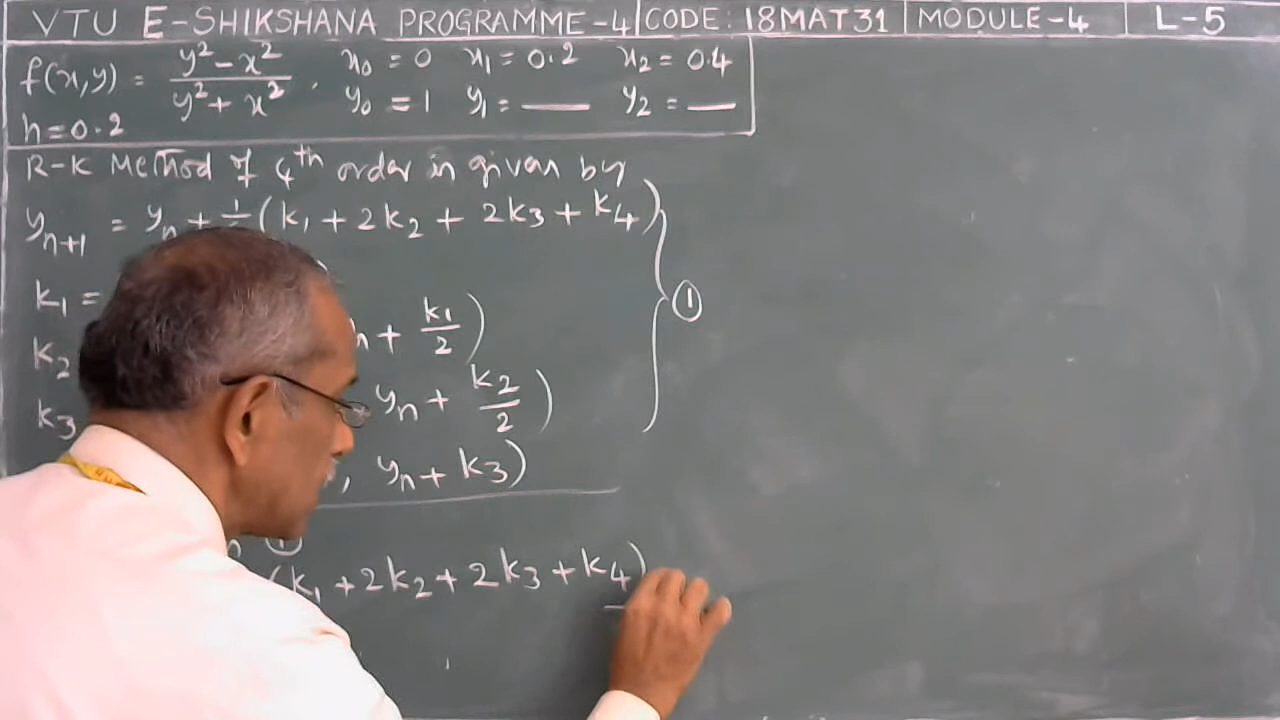 VTU E-SHIKSHANA PROGRAMME-4 CODE: 18MAT31 MODULE-4 L-5
f(x,y) = y²-x² / y²+x² , x₀ = 0 x₁ = 0.2 x₂ = 0.4
y₀ = 1 y₁ = ___ y₂ = __
h=0.2
R-K Method of 4th order is given by
yₙ₊₁ = yₙ + 1/ (k₁ + 2k₂ + 2k₃ + k₄)
k₁ = ①
k₂ n + k₁/2)
k₃ yₙ + k₂/2)
, yₙ + k₃)
①
(k₁ + 2k₂ + 2k₃ + k₄)